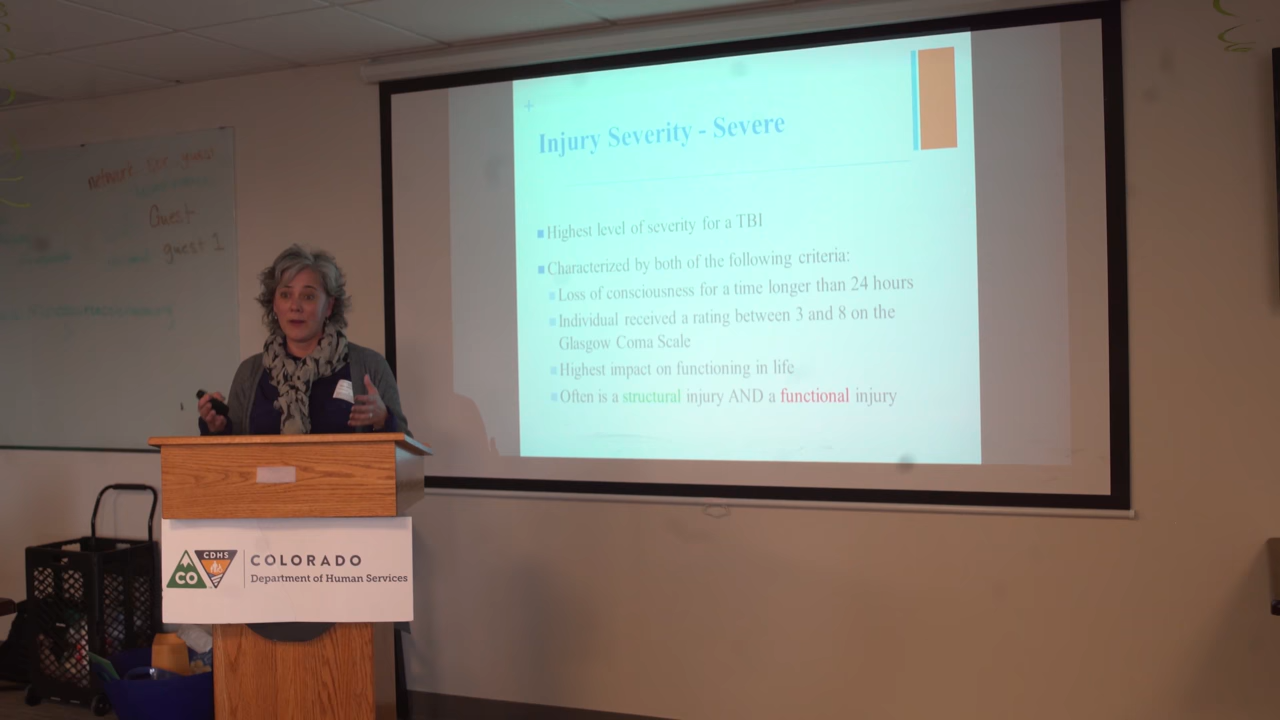 network for video
Guest
guest 1
+
Injury Severity - Severe
Highest level of severity for a TBI
Characterized by both of the following criteria:
Loss of consciousness for a time longer than 24 hours
Individual received a rating between 3 and 8 on the
Glasgow Coma Scale
Highest impact on functioning in life
Often is a structural injury AND a functional injury
CO
CDHS
COLORADO
Department of Human Services